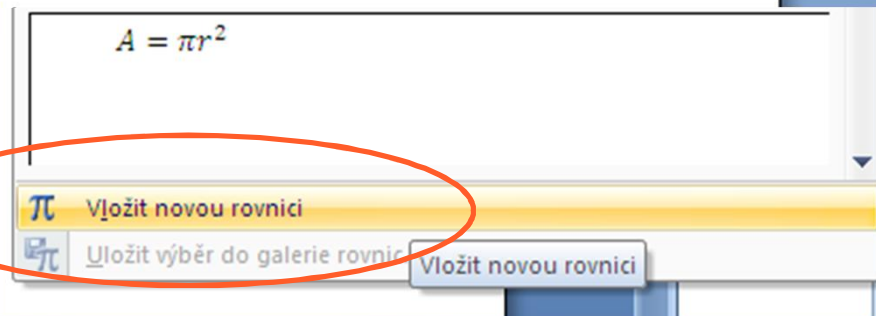 A = πr²
π Vložit novou rovnici
Uložit výběr do galerie rovnic
Vložit novou rovnici